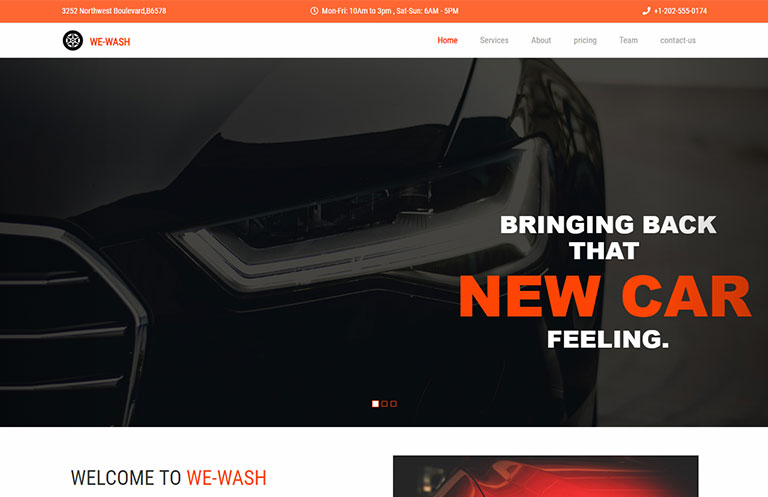 3252 Northwest Boulevard,B6578
Mon-Fri: 10Am to 3pm , Sat-Sun: 6AM - 5PM
+1-202-555-0174
WE-WASH
Home Services About pricing Team contact-us
BRINGING BACK
THAT
NEW CAR
FEELING.
WELCOME TO WE-WASH